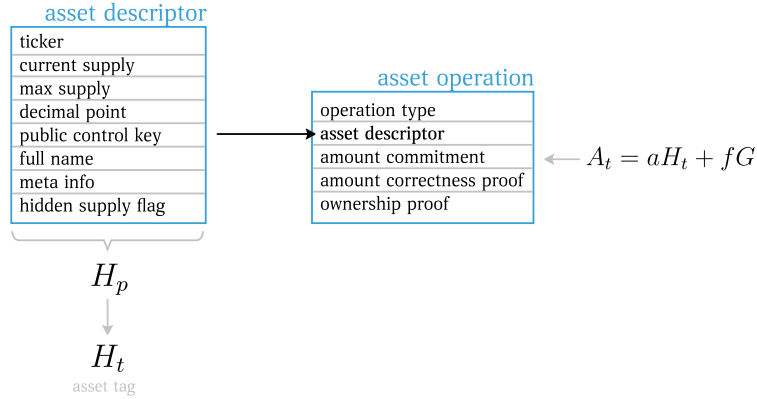 asset descriptor
ticker
current supply
max supply
decimal point
public control key
full name
meta info
hidden supply flag
asset operation
operation type
asset descriptor
amount commitment
amount correctness proof
ownership proof
A_t = aH_t + fG
H_p
H_t
asset tag